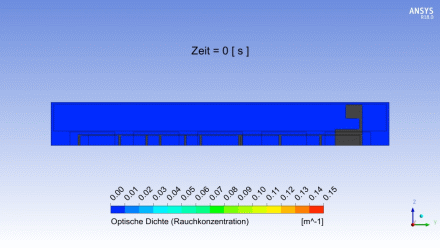 ANSYS
R18.0
Zeit = 0 [ s ]
0.00 0.01 0.02 0.03 0.04 0.05 0.06 0.07 0.08 0.09 0.10 0.11 0.12 0.13 0.14 0.15
Optische Dichte (Rauchkonzentration) [m^-1]
Z
Y